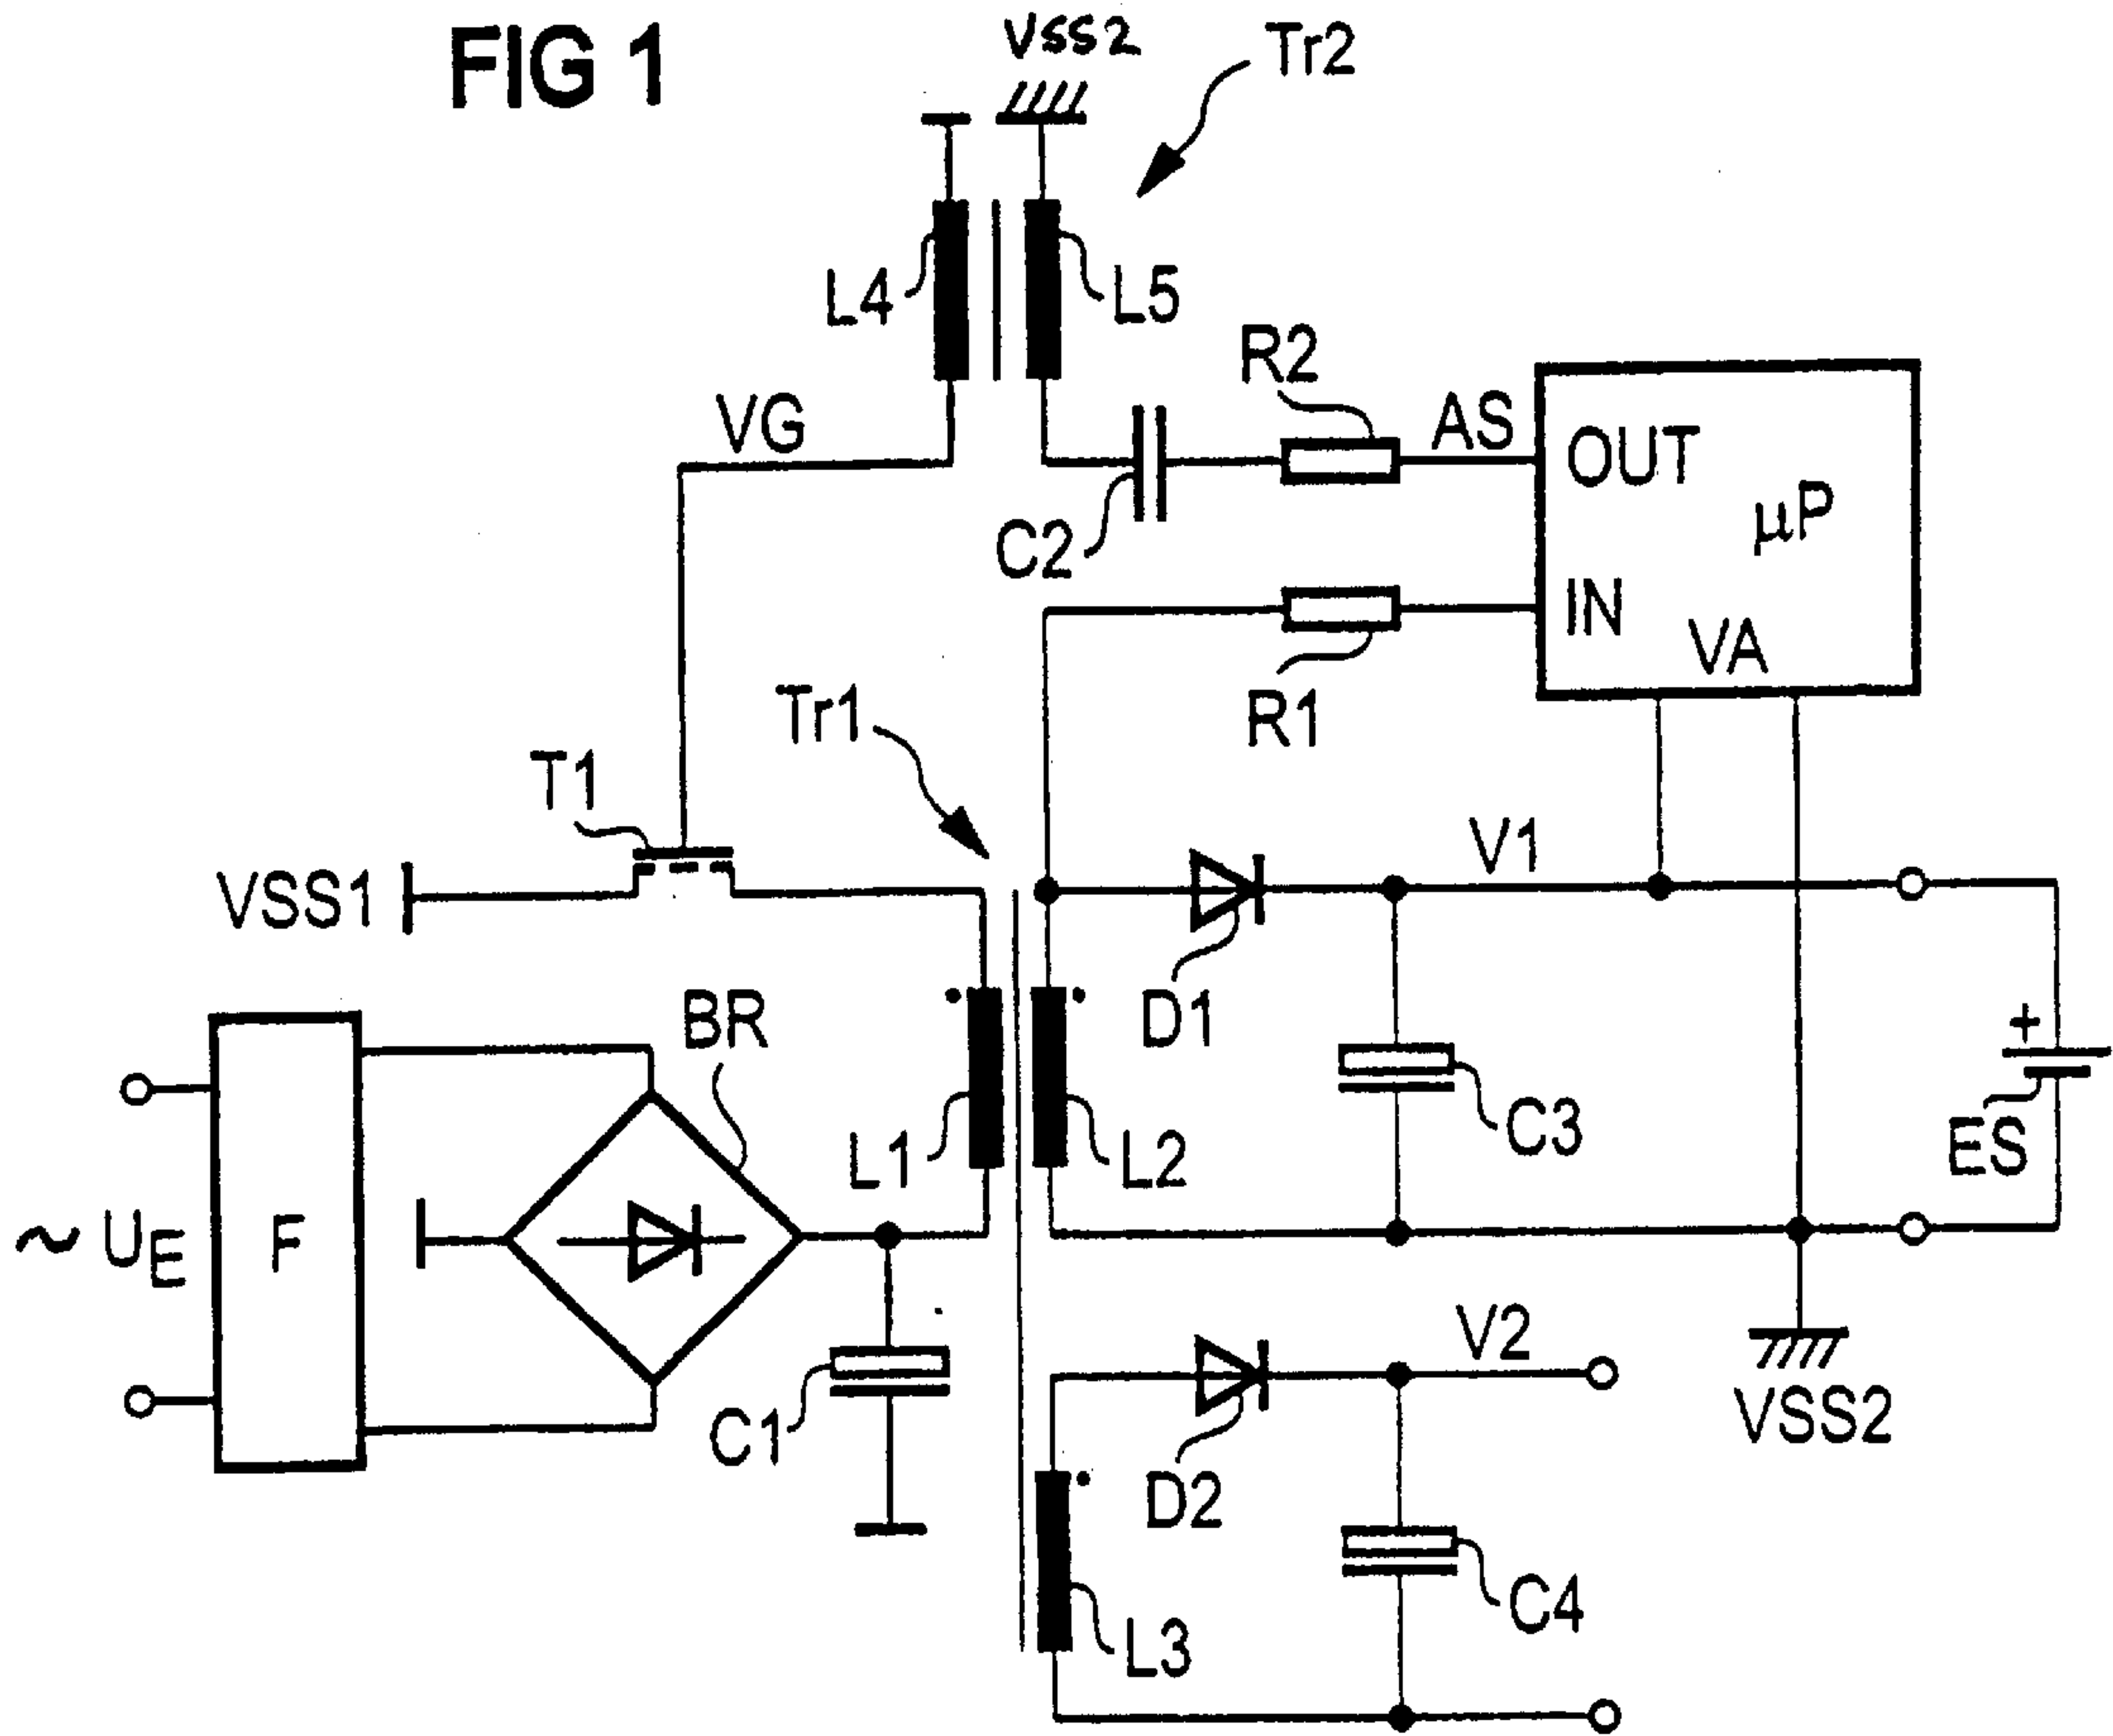 FIG 1
VSS2
Tr2
L4
L5
R2
VG
AS
OUT
µP
C2
IN
VA
R1
Tr1
T1
V1
VSS1
D1
BR
+
C3
L1
L2
ES
~ UE
F
V2
C1
VSS2
D2
C4
L3